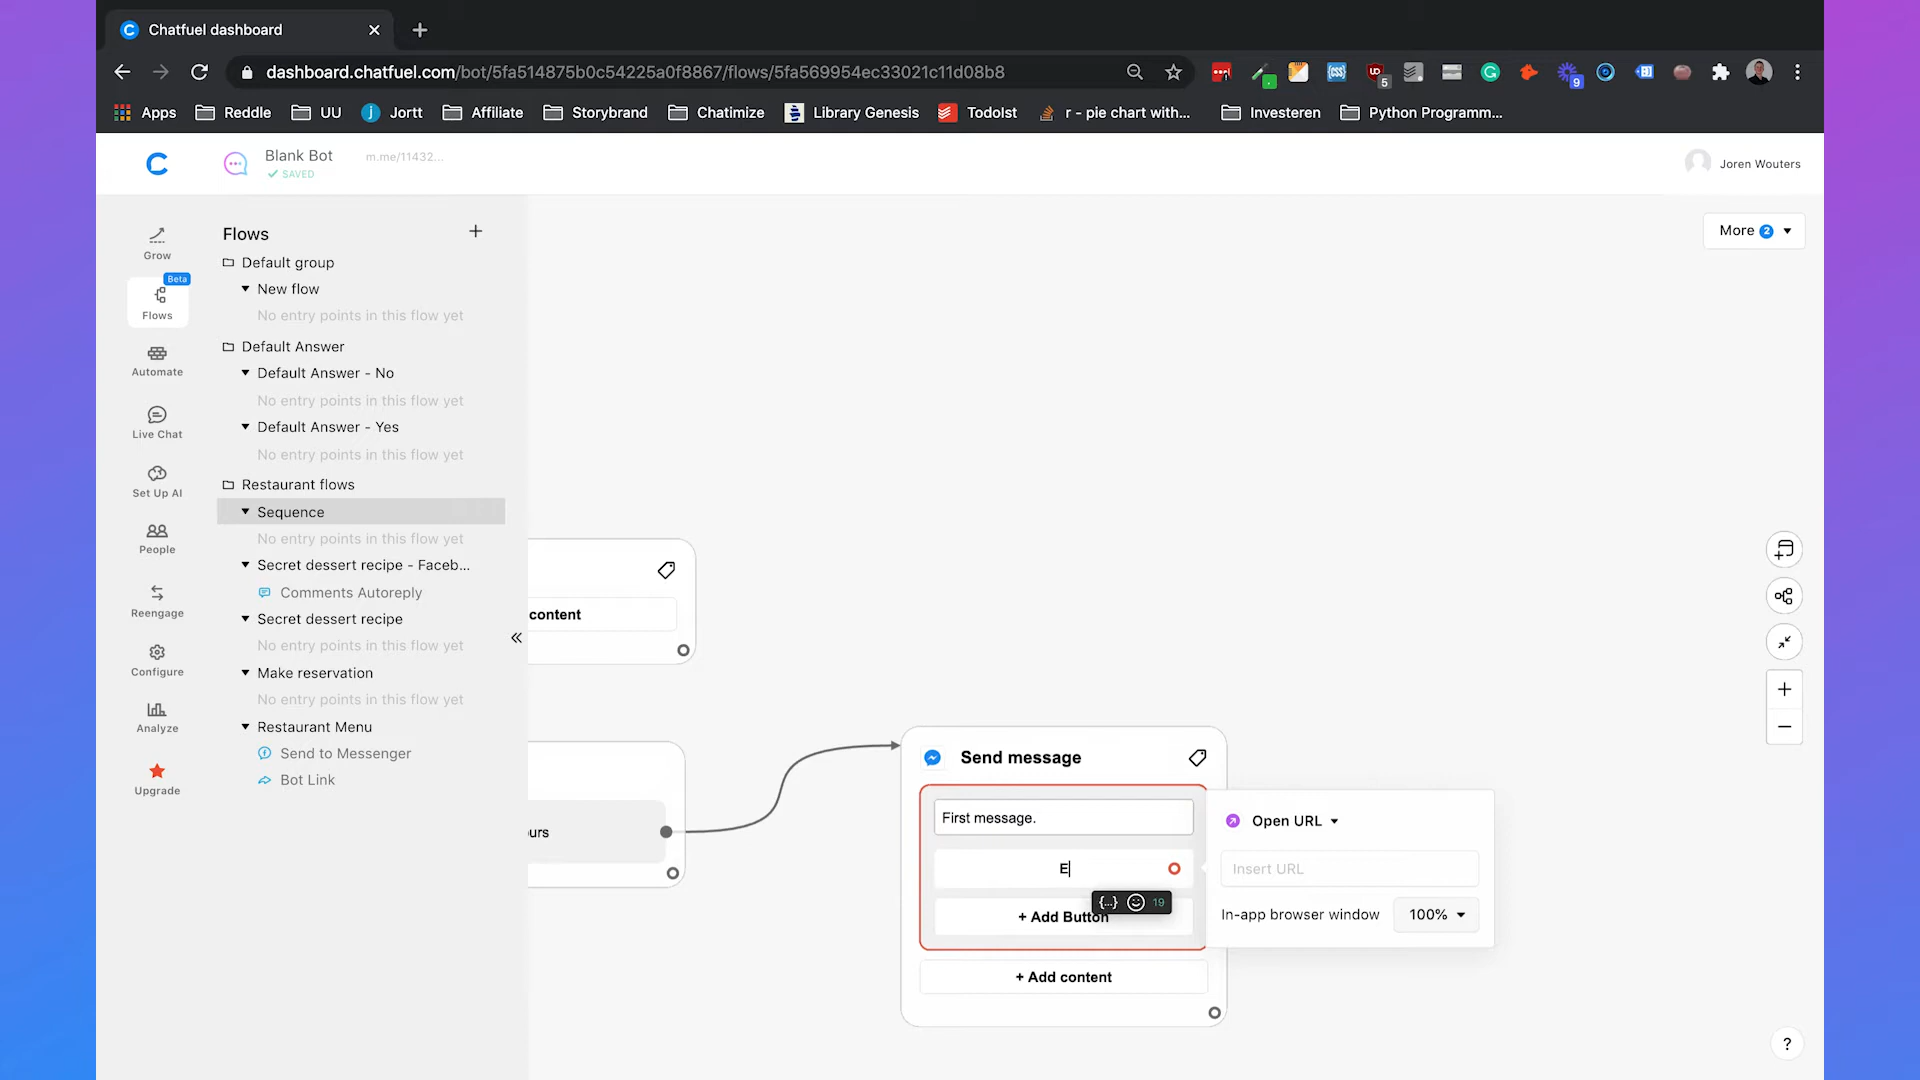 Chatfuel dashboard
dashboard.chatfuel.com/bot/5fa514875b0c54225a0f8867/flows/5fa569954ec33021c11d08b8
Apps Reddle UU Jortt Affiliate Storybrand Chatimize Library Genesis TodoIst r - pie chart with... Investeren Python Programm...
Blank Bot m.me/11432...
SAVED
Joren Wouters
Grow
Beta
Flows
Automate
Live Chat
Set Up AI
People
Reengage
Configure
Analyze
Upgrade
Flows
Default group
New flow
No entry points in this flow yet
Default Answer
Default Answer - No
No entry points in this flow yet
Default Answer - Yes
No entry points in this flow yet
Restaurant flows
Sequence
No entry points in this flow yet
Secret dessert recipe - Faceb...
Comments Autoreply
Secret dessert recipe
No entry points in this flow yet
Make reservation
No entry points in this flow yet
Restaurant Menu
Send to Messenger
Bot Link
More 2
content
urs
Send message
First message.
E
{...} 19
+ Add Button
+ Add content
Open URL
Insert URL
In-app browser window 100%
?